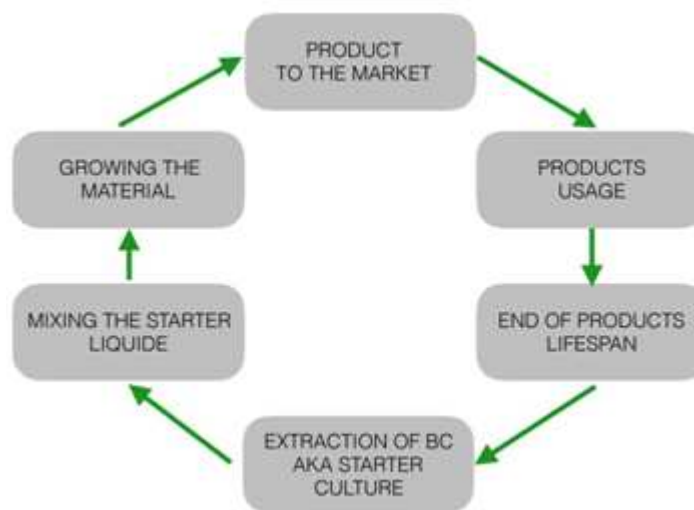 PRODUCT
TO THE MARKET
GROWING THE
MATERIAL
PRODUCTS
USAGE
MIXING THE STARTER
LIQUIDE
END OF PRODUCTS
LIFESPAN
EXTRACTION OF BC
AKA STARTER
CULTURE